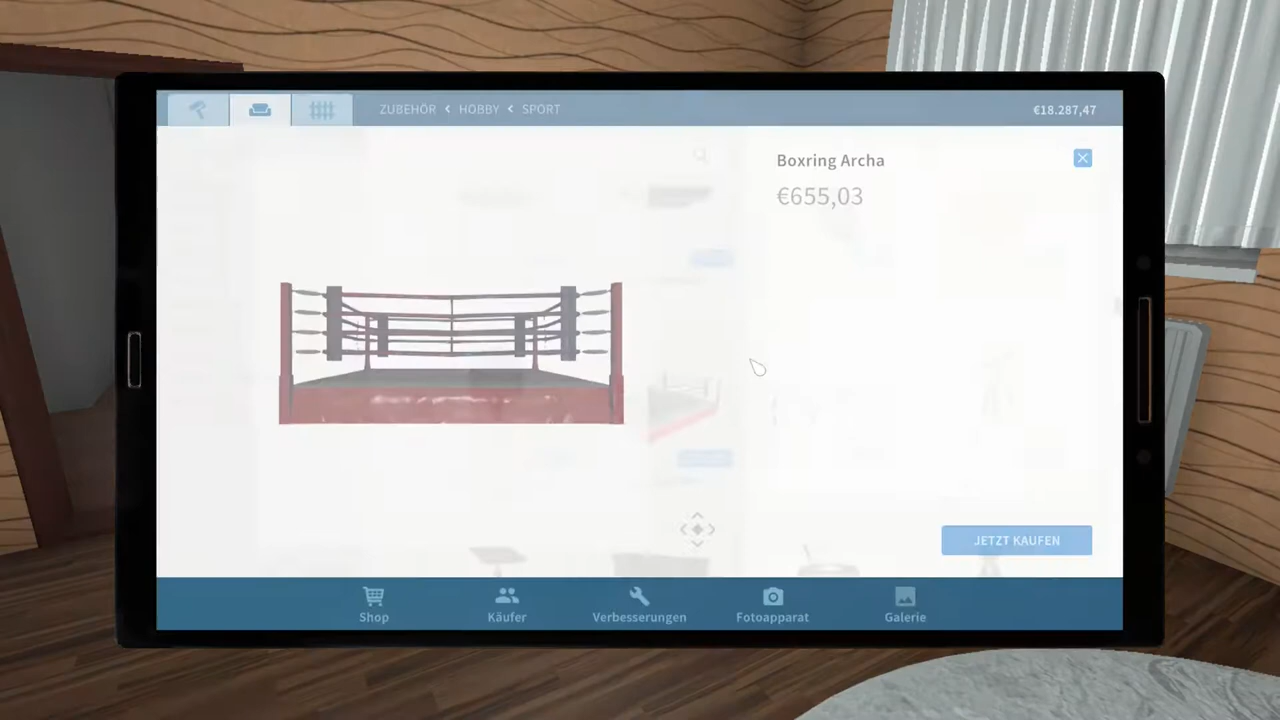 ZUBEHÖR < HOBBY < SPORT
€18.287,47
Boxring Archa
€655,03
JETZT KAUFEN
Shop
Käufer
Verbesserungen
Fotoapparat
Galerie